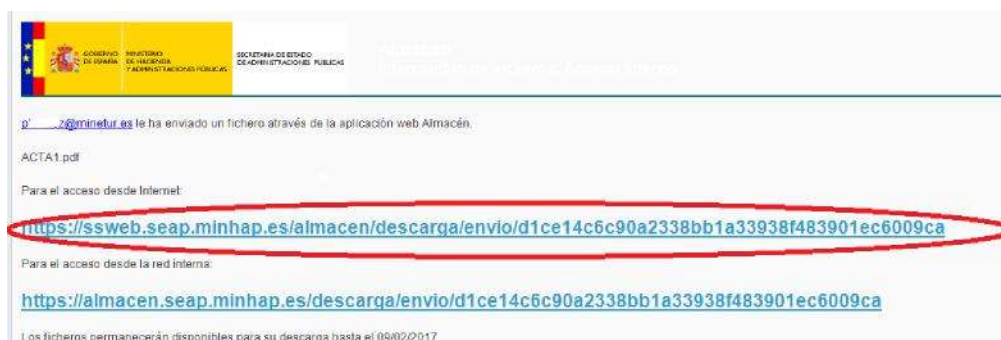 GOBIERNO DE ESPAÑA
MINISTERIO DE HACIENDA Y ADMINISTRACIONES PÚBLICAS
SECRETARÍA DE ESTADO DE ADMINISTRACIONES PÚBLICAS
p' z@minetur.es le ha enviado un fichero através de la aplicación web Almacén.
ACTA1.pdf
Para el acceso desde Internet:
https://ssweb.seap.minhap.es/almacen/descarga/envio/d1ce14c6c90a2338bb1a33938f483901ec6009ca
Para el acceso desde la red interna:
https://almacen.seap.minhap.es/descarga/envio/d1ce14c6c90a2338bb1a33938f483901ec6009ca
Los ficheros permanecerán disponibles para su descarga hasta el 09/02/2017